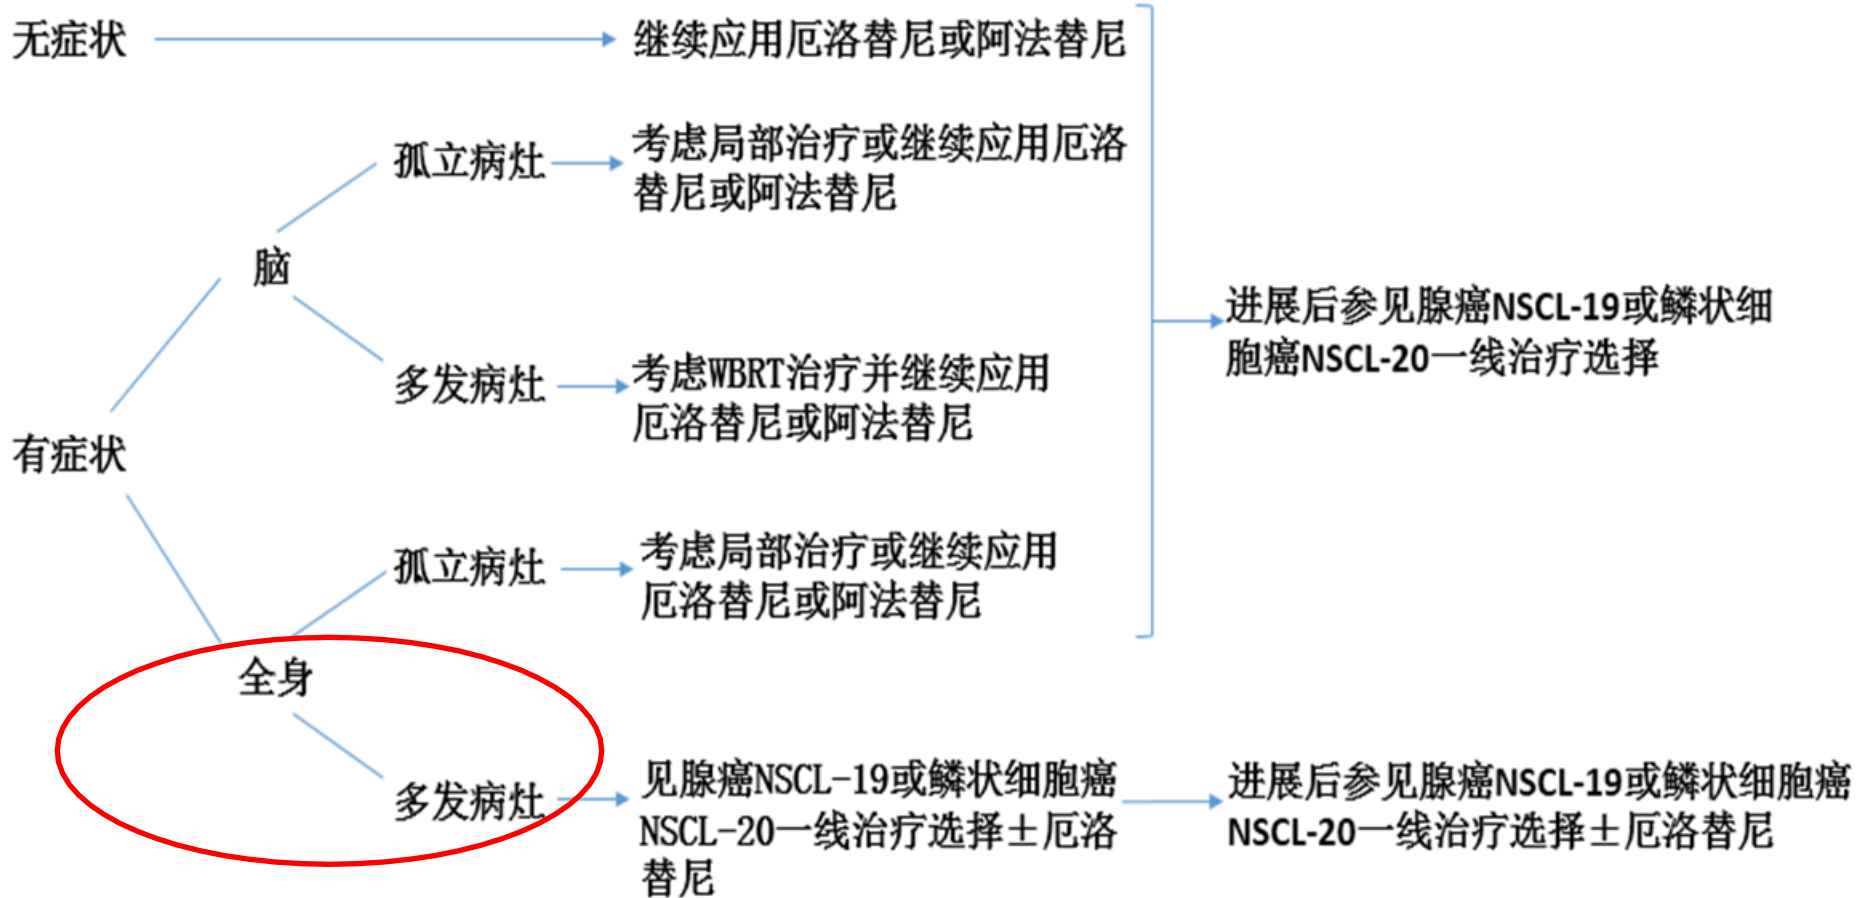 无症状
继续应用厄洛替尼或阿法替尼
孤立病灶
考虑局部治疗或继续应用厄洛
替尼或阿法替尼
脑
多发病灶
考虑WBRT治疗并继续应用
厄洛替尼或阿法替尼
进展后参见腺癌NSCL-19或鳞状细
胞癌NSCL-20一线治疗选择
有症状
孤立病灶
考虑局部治疗或继续应用
厄洛替尼或阿法替尼
全身
多发病灶
见腺癌NSCL-19或鳞状细胞癌
NSCL-20一线治疗选择±厄洛
替尼
进展后参见腺癌NSCL-19或鳞状细胞癌
NSCL-20一线治疗选择±厄洛替尼